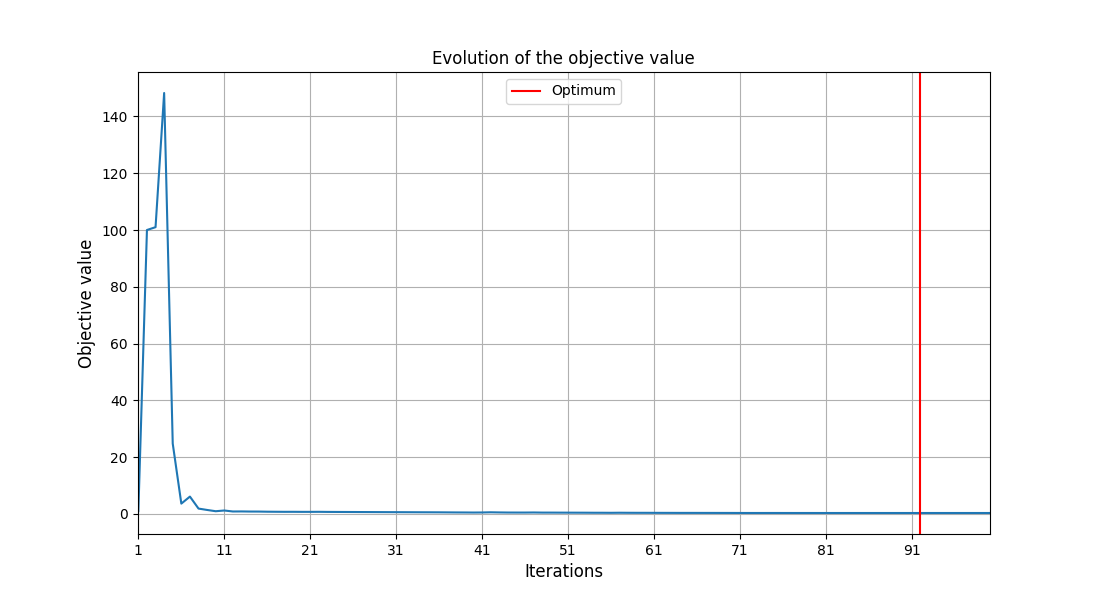 Evolution of the objective value
Optimum
140
120
100
80
60
40
20
0
Objective value
1 11 21 31 41 51 61 71 81 91
Iterations